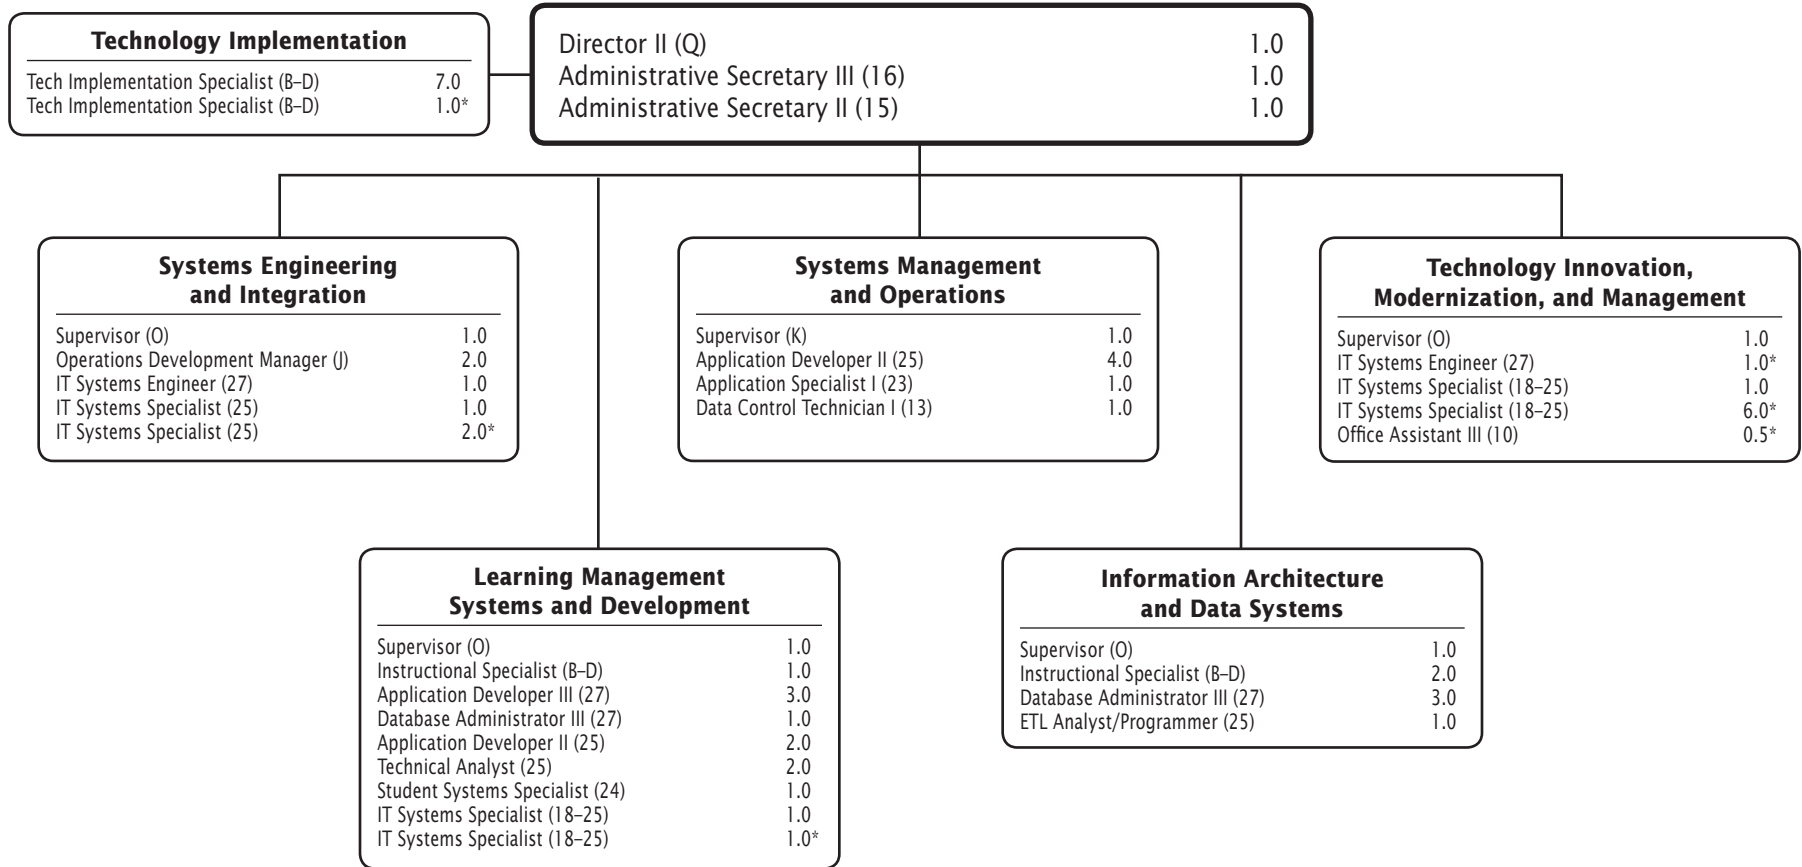 Technology Implementation
Tech Implementation Specialist (B–D) 7.0
Tech Implementation Specialist (B–D) 1.0*
Director II (Q) 1.0
Administrative Secretary III (16) 1.0
Administrative Secretary II (15) 1.0
Systems Engineering
and Integration
Supervisor (O) 1.0
Operations Development Manager (J) 2.0
IT Systems Engineer (27) 1.0
IT Systems Specialist (25) 1.0
IT Systems Specialist (25) 2.0*
Systems Management
and Operations
Supervisor (K) 1.0
Application Developer II (25) 4.0
Application Specialist I (23) 1.0
Data Control Technician I (13) 1.0
Technology Innovation,
Modernization, and Management
Supervisor (O) 1.0
IT Systems Engineer (27) 1.0*
IT Systems Specialist (18–25) 1.0
IT Systems Specialist (18–25) 6.0*
Office Assistant III (10) 0.5*
Learning Management
Systems and Development
Supervisor (O) 1.0
Instructional Specialist (B–D) 1.0
Application Developer III (27) 3.0
Database Administrator III (27) 1.0
Application Developer II (25) 2.0
Technical Analyst (25) 2.0
Student Systems Specialist (24) 1.0
IT Systems Specialist (18–25) 1.0
IT Systems Specialist (18–25) 1.0*
Information Architecture
and Data Systems
Supervisor (O) 1.0
Instructional Specialist (B–D) 2.0
Database Administrator III (27) 3.0
ETL Analyst/Programmer (25) 1.0